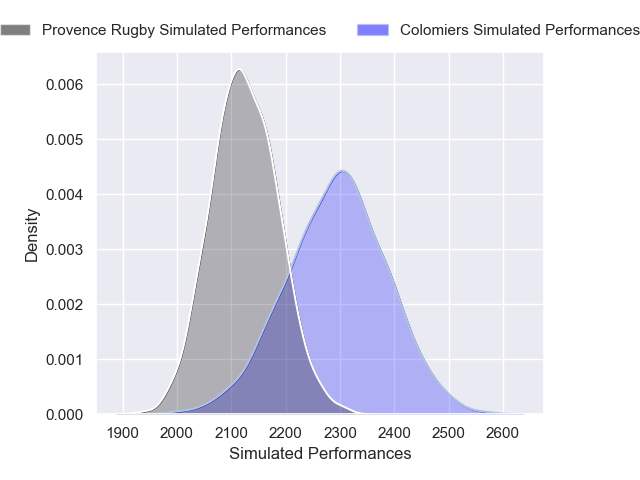 Provence Rugby Simulated Performances
Colomiers Simulated Performances
0.006
0.005
0.004
0.003
0.002
0.001
0.000
Density
1900 2000 2100 2200 2300 2400 2500 2600
Simulated Performances